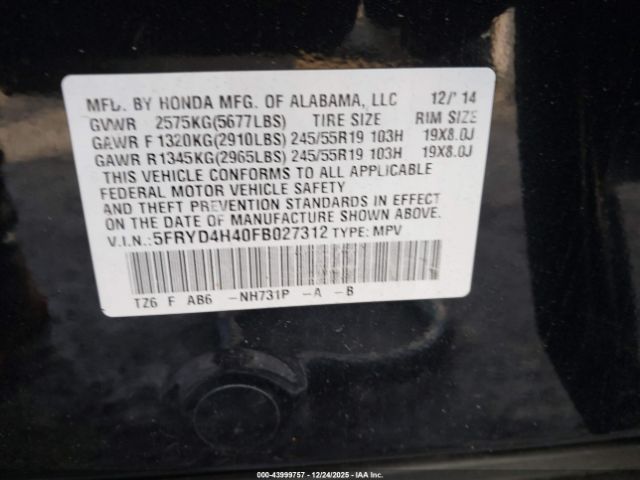 MFD. BY HONDA MFG. OF ALABAMA, LLC 12/'14
GVWR 2575KG(5677LBS) TIRE SIZE RIM SIZE
GAWR F 1320KG(2910LBS) 245/55R19 103H 19X8.0J
GAWR R1345KG(2965LBS) 245/55R19 103H 19X8.0J
THIS VEHICLE CONFORMS TO ALL APPLICABLE
FEDERAL MOTOR VEHICLE SAFETY
AND THEFT PREVENTION STANDARDS IN EFFECT
ON THE DATE OF MANUFACTURE SHOWN ABOVE.
V.I.N.:5FRYD4H40FB027312 TYPE: MPV
TZ6 F AB6 -NH731P -A -B
© IAA 00-43999757 - 12/24/2025 - IAA, Inc.